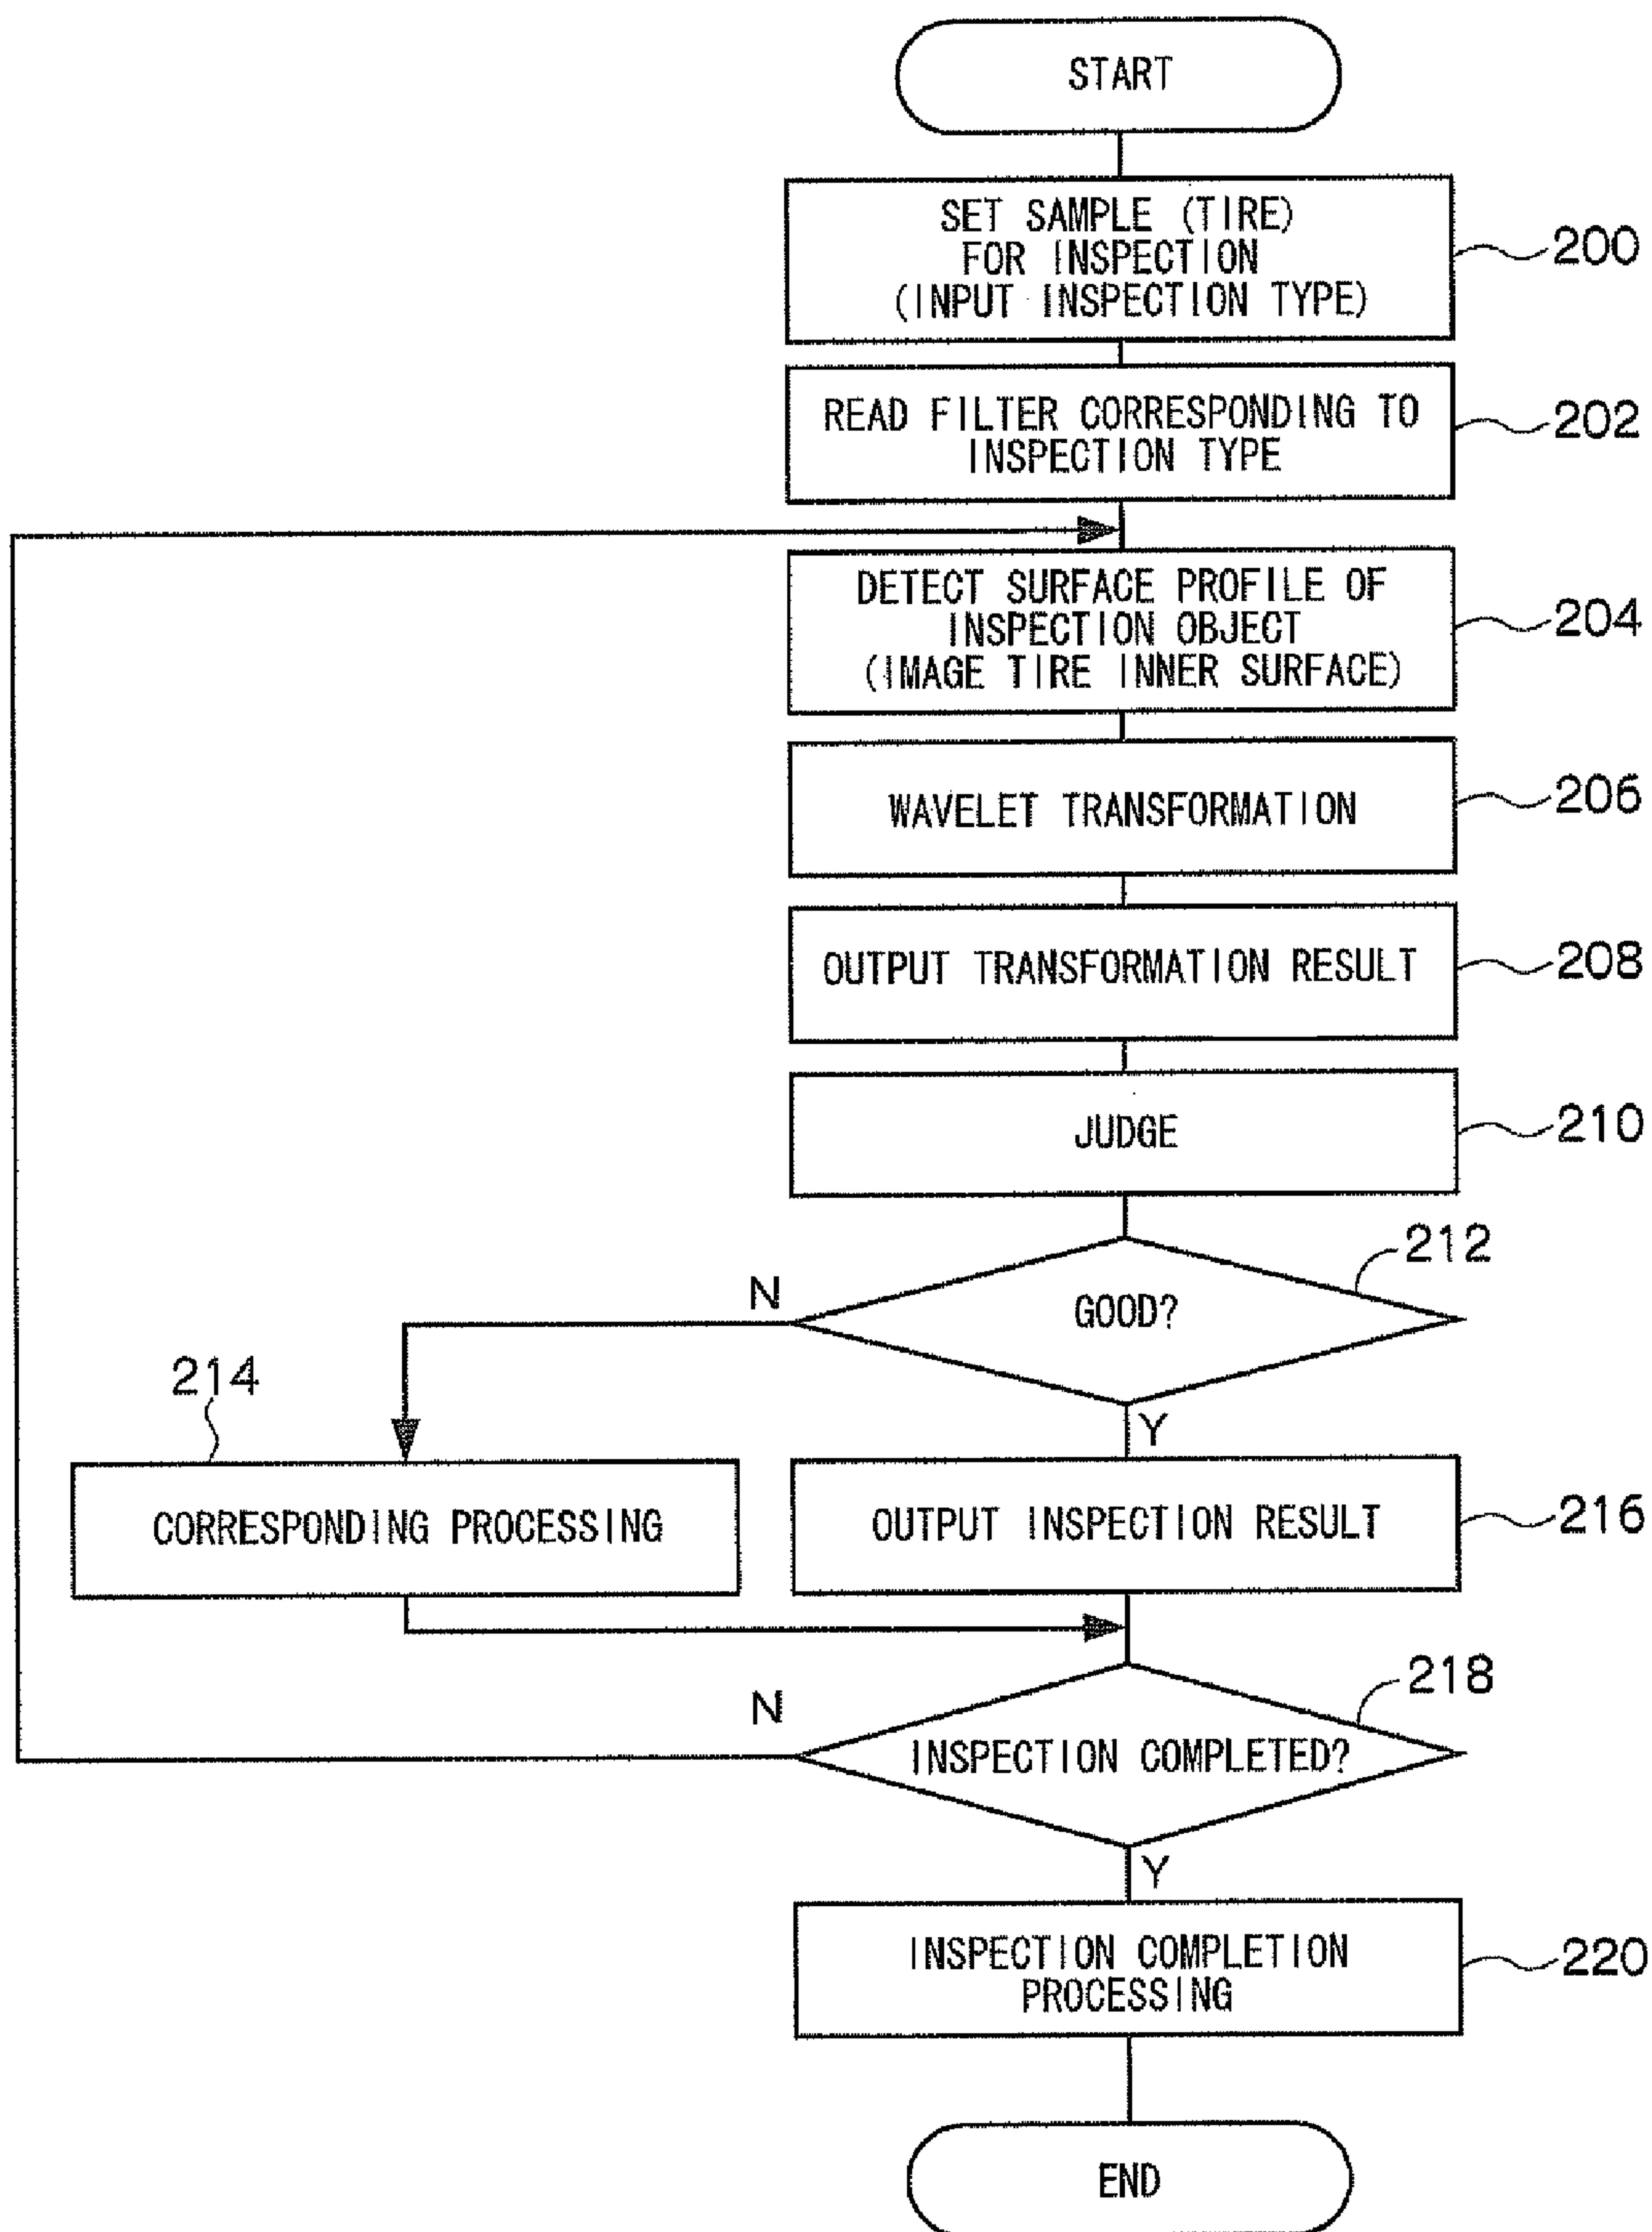 START
SET SAMPLE (TIRE)
FOR INSPECTION
(INPUT INSPECTION TYPE)
200
READ FILTER CORRESPONDING TO
INSPECTION TYPE
202
DETECT SURFACE PROFILE OF
INSPECTION OBJECT
(IMAGE TIRE INNER SURFACE)
204
WAVELET TRANSFORMATION
206
OUTPUT TRANSFORMATION RESULT
208
JUDGE
210
212
N
GOOD?
214
Y
CORRESPONDING PROCESSING
OUTPUT INSPECTION RESULT
216
218
N
INSPECTION COMPLETED?
Y
INSPECTION COMPLETION
PROCESSING
220
END